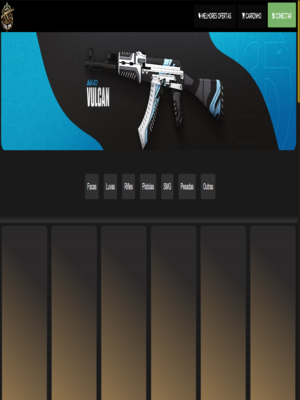 MELHORES OFERTAS CARRINHO CONECTAR
AK-47
VULCAN
Facas Luvas Rifles Pistolas SMG Pesadas Outras